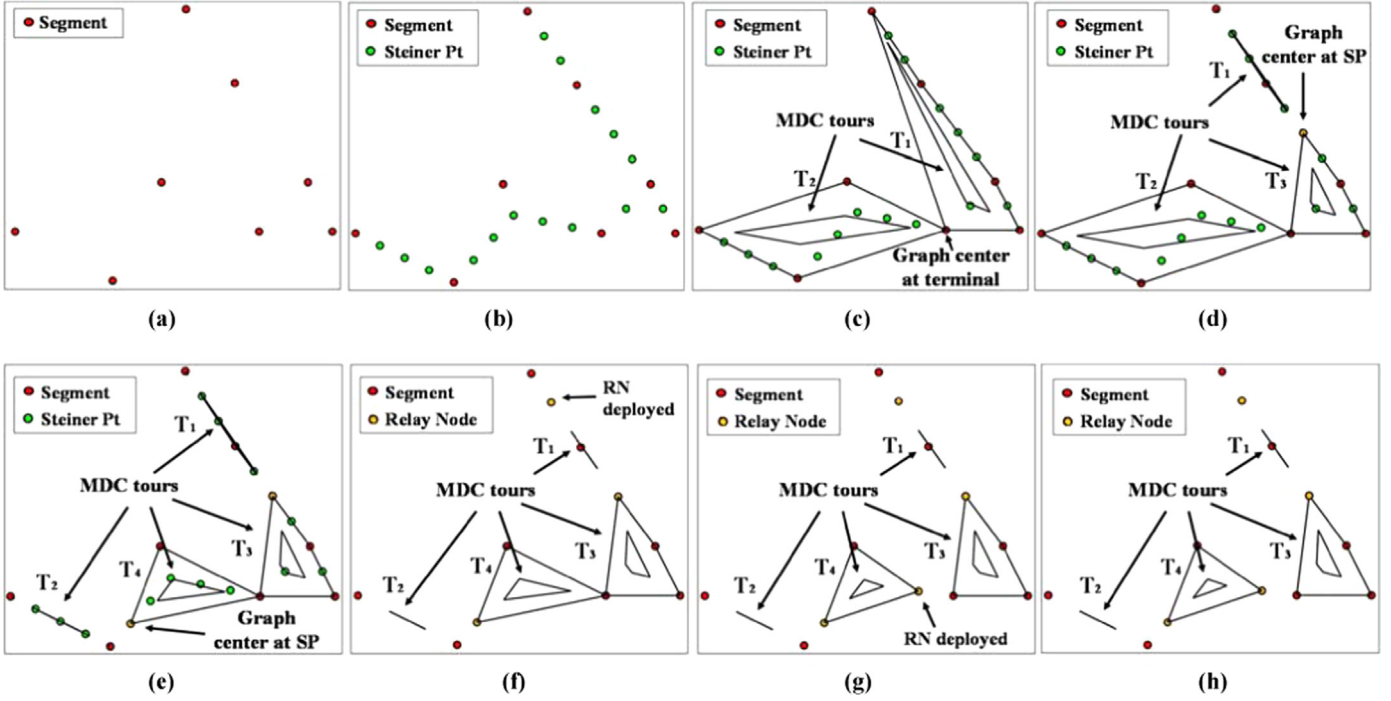 Segment
(a)
Segment
Steiner Pt
(b)
Segment
Steiner Pt
MDC tours
T1
T2
Graph center
at terminal
(c)
Segment
Steiner Pt
Graph
center at SP
T1
MDC tours
T2
T3
(d)
Segment
Steiner Pt
T1
MDC tours
T3
T4
T2
Graph
center at SP
(e)
Segment
Relay Node
RN
deployed
T1
MDC tours
T3
T4
T2
(f)
Segment
Relay Node
T1
MDC tours
T3
T4
T2
RN deployed
(g)
Segment
Relay Node
T1
MDC tours
T3
T4
T2
(h)